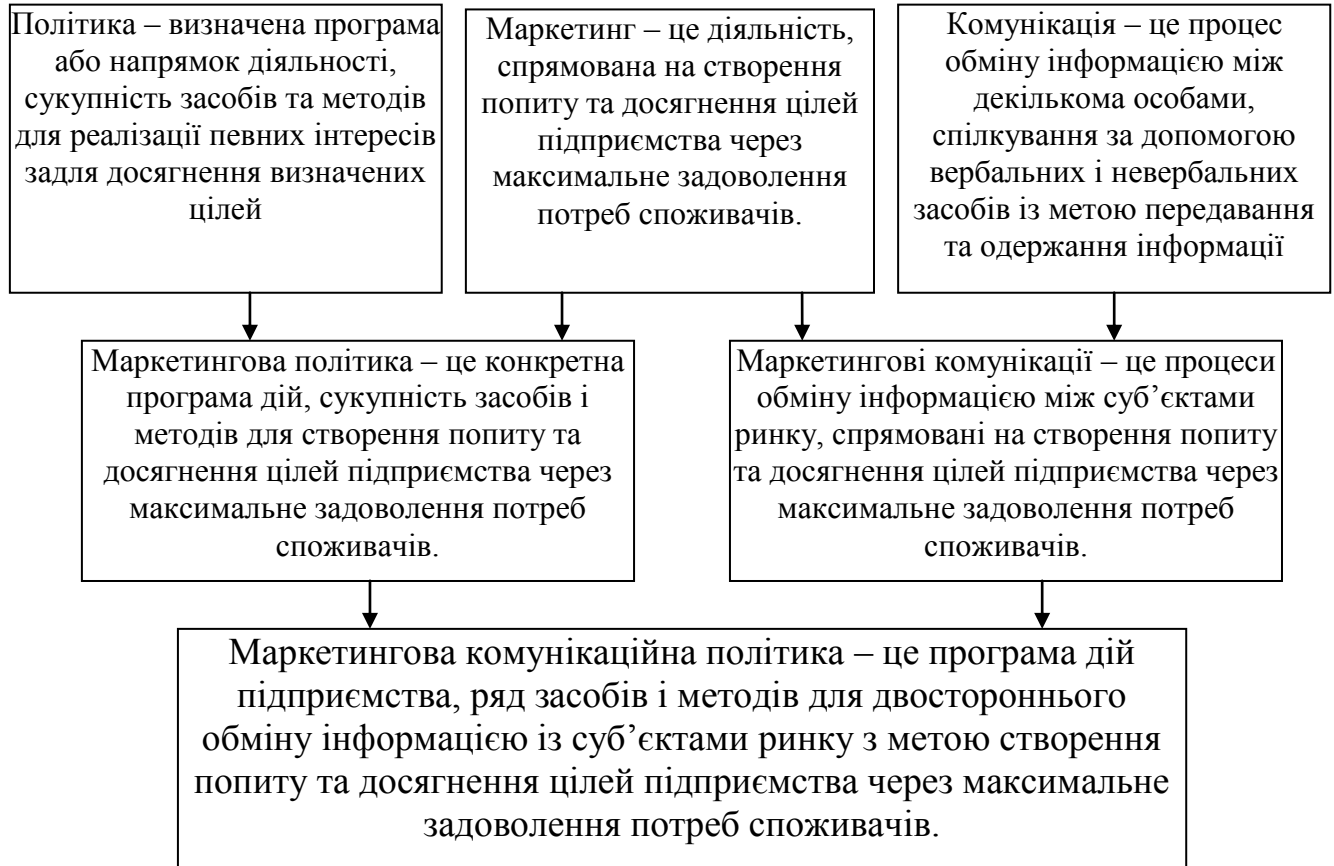 Політика – визначена програма
або напрямок діяльності,
сукупність засобів та методів
для реалізації певних інтересів
задля досягнення визначених
цілей
Маркетинг – це діяльність,
спрямована на створення
попиту та досягнення цілей
підприємства через
максимальне задоволення
потреб споживачів.
Комунікація – це процес
обміну інформацією між
декількома особами,
спілкування за допомогою
вербальних і невербальних
засобів із метою передавання
та одержання інформації
Маркетингова політика – це конкретна
програма дій, сукупність засобів і
методів для створення попиту та
досягнення цілей підприємства через
максимальне задоволення потреб
споживачів.
Маркетингові комунікації – це процеси
обміну інформацією між суб’єктами
ринку, спрямовані на створення попиту
та досягнення цілей підприємства через
максимальне задоволення потреб
споживачів.
Маркетингова комунікаційна політика – це програма дій
підприємства, ряд засобів і методів для двостороннього
обміну інформацією із суб’єктами ринку з метою створення
попиту та досягнення цілей підприємства через максимальне
задоволення потреб споживачів.